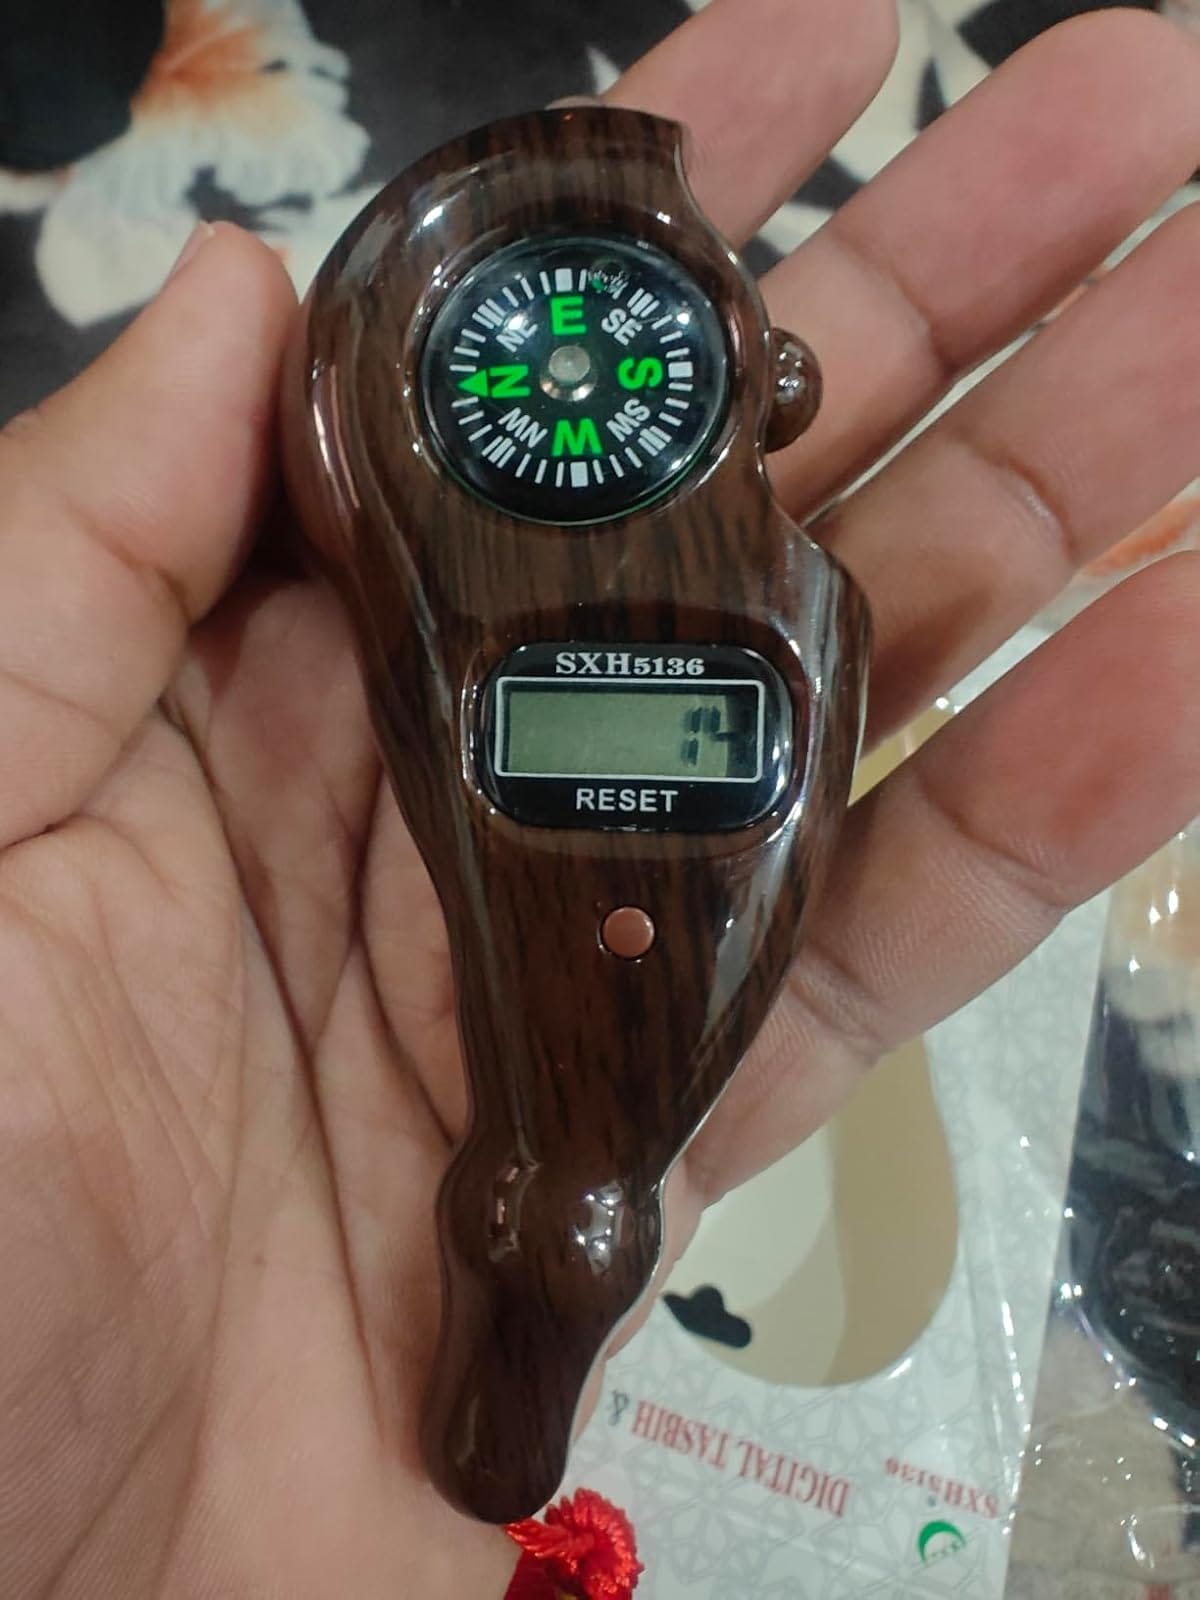 E
NE SE
N S
NW SW
W
SXH5136
14
RESET
DIGITAL TASBIH &
SXH5136